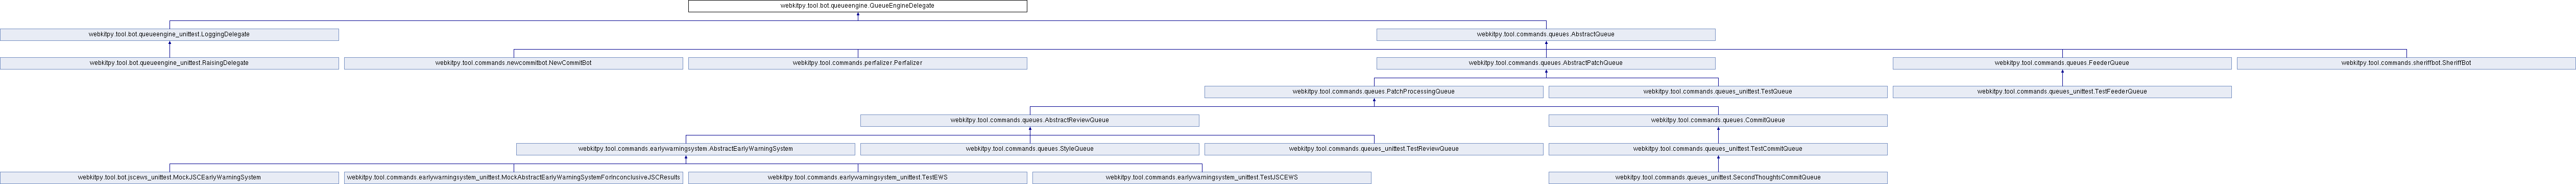 webkitpy.tool.bot.queueengine.QueueEngineDelegate
webkitpy.tool.bot.queueengine_unittest.LoggingDelegate
webkitpy.tool.commands.queues.AbstractQueue
webkitpy.tool.bot.queueengine_unittest.RaisingDelegate
webkitpy.tool.commands.newcommitbot.NewCommitBot
webkitpy.tool.commands.perfalizer.Perfalizer
webkitpy.tool.commands.queues.AbstractPatchQueue
webkitpy.tool.commands.queues.FeederQueue
webkitpy.tool.commands.sheriffbot.SheriffBot
webkitpy.tool.commands.queues.PatchProcessingQueue
webkitpy.tool.commands.queues_unittest.TestQueue
webkitpy.tool.commands.queues_unittest.TestFeederQueue
webkitpy.tool.commands.queues.AbstractReviewQueue
webkitpy.tool.commands.queues.CommitQueue
webkitpy.tool.commands.earlywarningsystem.AbstractEarlyWarningSystem
webkitpy.tool.commands.queues.StyleQueue
webkitpy.tool.commands.queues_unittest.TestReviewQueue
webkitpy.tool.commands.queues_unittest.TestCommitQueue
webkitpy.tool.bot.jscews_unittest.MockJSCEarlyWarningSystem
webkitpy.tool.commands.earlywarningsystem_unittest.MockAbstractEarlyWarningSystemForInconclusiveJSCResults
webkitpy.tool.commands.earlywarningsystem_unittest.TestEWS
webkitpy.tool.commands.earlywarningsystem_unittest.TestJSCEWS
webkitpy.tool.commands.queues_unittest.SecondThoughtsCommitQueue